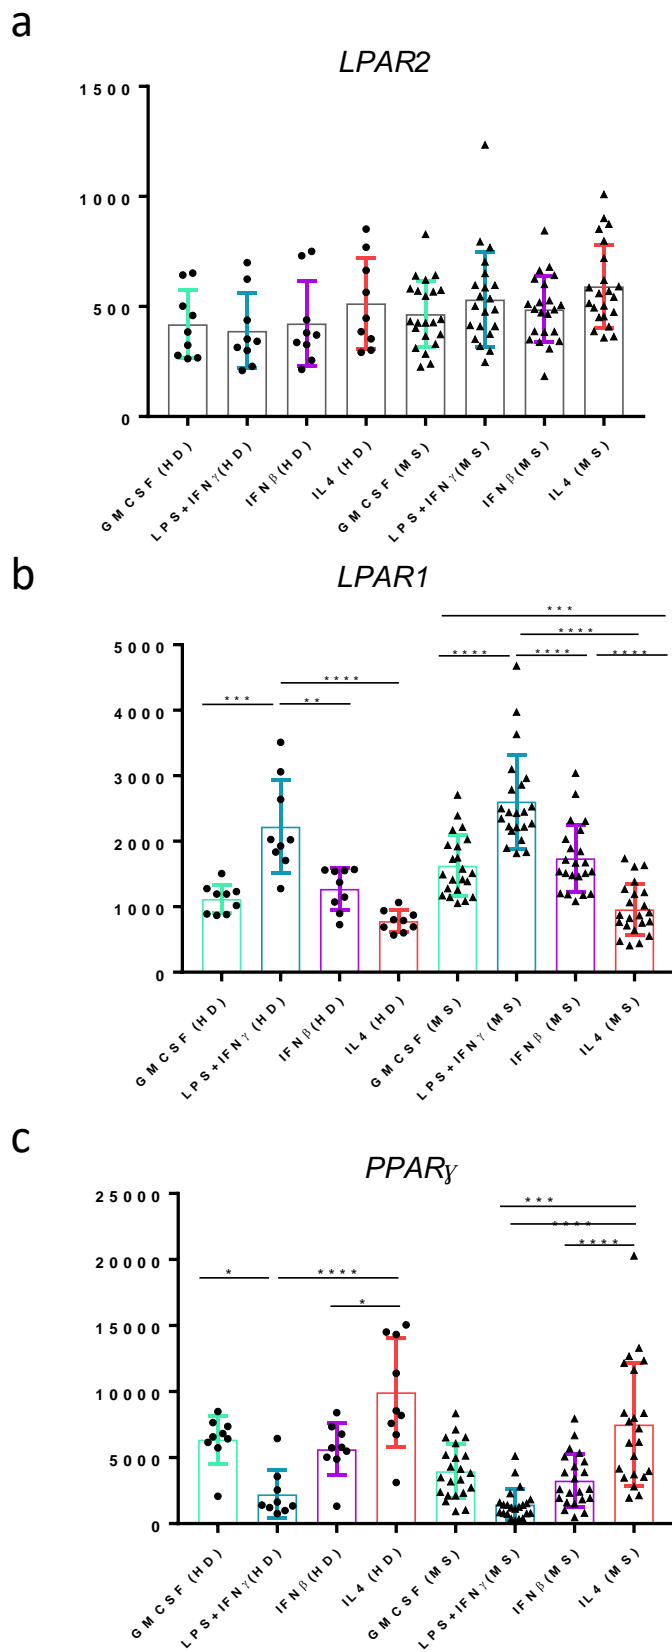 a
LPAR2
1500
1000
500
0
GMCSF (HD)
LPS+IFNγ(HD)
IFNβ(HD)
IL4 (HD)
GMCSF (MS)
LPS+IFNγ(MS)
IFNβ(MS)
IL4 (MS)
b
LPAR1
***
****
**** **** ****
****
*** **
5000
4000
3000
2000
1000
0
GMCSF (HD)
LPS+IFNγ (HD)
IFNβ(HD)
IL4 (HD)
GMCSF (MS)
LPS+IFNγ (MS)
IFNβ (MS)
IL4 (MS)
c
PPARɣ
***
****
****
* ****
*
25000
20000
15000
10000
5000
0
GMCSF (HD)
LPS+IFNγ(HD)
IFNβ(HD)
IL4 (HD)
GMCSF (MS)
LPS+IFNγ(MS)
IFNβ(MS)
IL4 (MS)